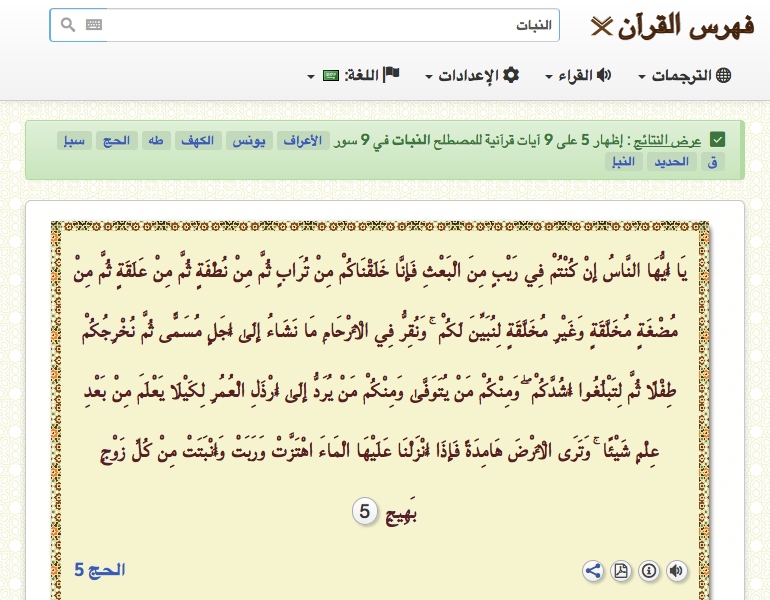 فهرس القرآن
النبات
الترجمات
القراء
الإعدادات
اللغة:
عرض النتائج : إظهار 5 على 9 آيات قرآنية للمصطلح النبات في 9 سور الأعراف يونس الكهف طه الحج سبإ
ق الحديد النبإ
يَا أَيُّهَا النَّاسُ إِنْ كُنْتُمْ فِي رَيْبٍ مِنَ الْبَعْثِ فَإِنَّا خَلَقْنَاكُمْ مِنْ تُرَابٍ ثُمَّ مِنْ نُطْفَةٍ ثُمَّ مِنْ عَلَقَةٍ ثُمَّ مِنْ
مُضْغَةٍ مُخَلَّقَةٍ وَغَيْرِ مُخَلَّقَةٍ لِنُبَيِّنَ لَكُمْ ۚ وَنُقِرُّ فِي الْأَرْحَامِ مَا نَشَاءُ إِلَى أَجَلٍ مُسَمًّى ثُمَّ نُخْرِجُكُمْ
طِفْلًا ثُمَّ لِتَبْلُغُوا أَشُدَّكُمْ ۖ وَمِنْكُمْ مَنْ يُتَوَفَّى وَمِنْكُمْ مَنْ يُرَدُّ إِلَى أَرْذَلِ الْعُمُرِ لِكَيْلَا يَعْلَمَ مِنْ بَعْدِ
عِلْمٍ شَيْئًا ۚ وَتَرَى الْأَرْضَ هَامِدَةً فَإِذَا أَنْزَلْنَا عَلَيْهَا الْمَاءَ اهْتَزَّتْ وَرَبَتْ وَأَنْبَتَتْ مِنْ كُلِّ زَوْجٍ
بَهِيجٍ 5
الحج 5